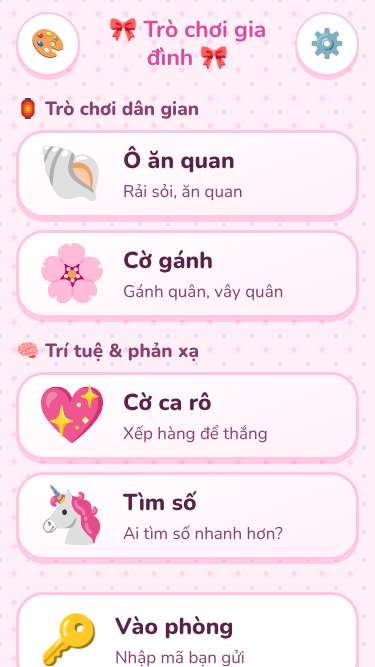 Trò chơi gia
đình
Trò chơi dân gian
Ô ăn quan
Rải sỏi, ăn quan
Cờ gánh
Gánh quân, vây quân
Trí tuệ & phản xạ
Cờ ca rô
Xếp hàng để thắng
Tìm số
Ai tìm số nhanh hơn?
Vào phòng
Nhập mã bạn gửi